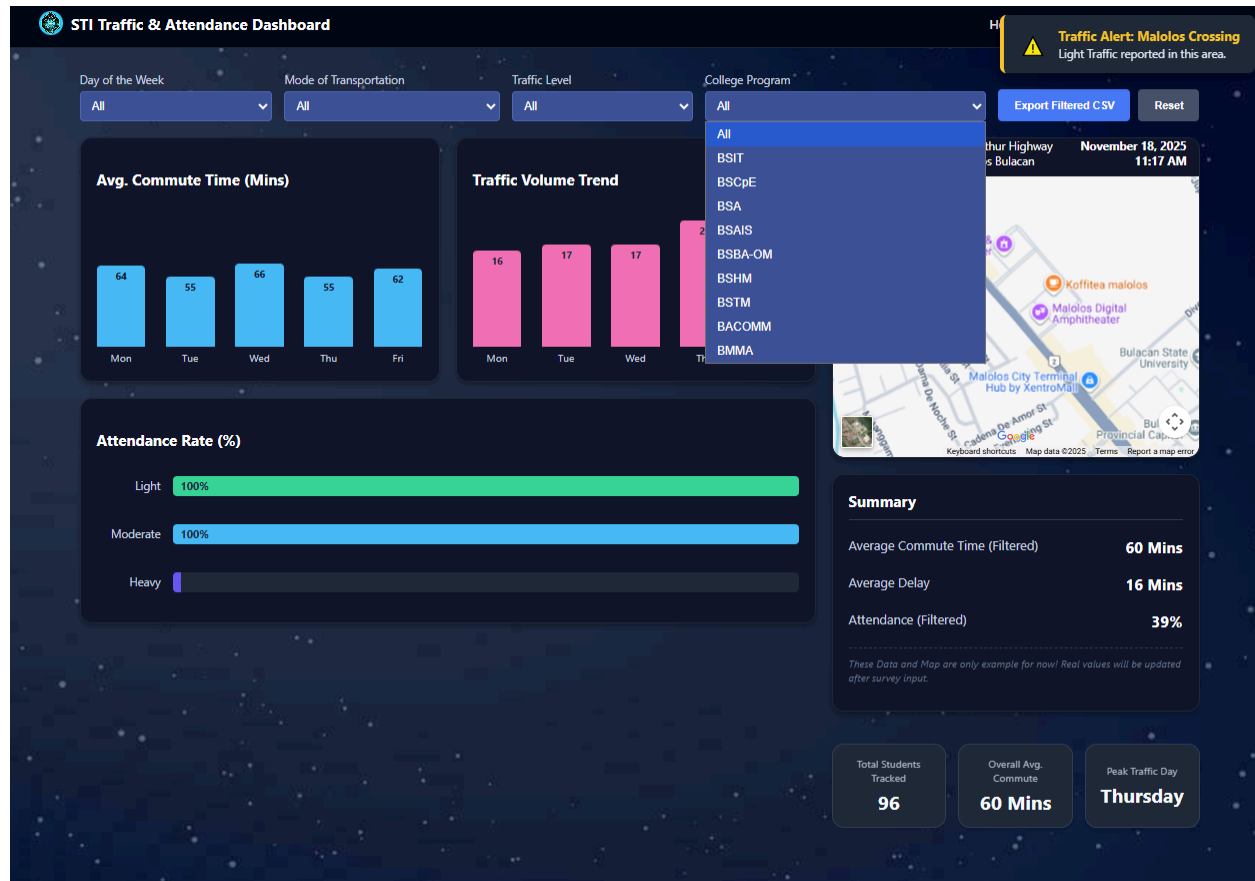 STI Traffic & Attendance Dashboard
Traffic Alert: Malolos Crossing
Light Traffic reported in this area.
Day of the Week
Mode of Transportation
Traffic Level
College Program
All
All
All
All
Export Filtered CSV
Reset
All
BSIT
BSCpE
BSA
BSAIS
BSBA-OM
BSHM
BSTM
BACOMM
BMMA
Avg. Commute Time (Mins)
64
55
66
55
62
Mon
Tue
Wed
Thu
Fri
Traffic Volume Trend
16
17
17
Mon
Tue
Wed
Highway
Bulacan
November 18, 2025
11:17 AM
Koffitea malolos
Malolos Digital
Amphitheater
Bulacan State
University
2
Malolos City Terminal
Hub by XentroMall
Dama De Noche St
Cadena De Amor St
Evening St
Provincial
Google
Keyboard shortcuts
Map data ©2025
Terms
Report a map error
Attendance Rate (%)
Light
100%
Moderate
100%
Heavy
Summary
Average Commute Time (Filtered)
60 Mins
Average Delay
16 Mins
Attendance (Filtered)
39%
These Data and Map are only example for now! Real values will be updated
after survey input.
Total Students
Tracked
96
Overall Avg.
Commute
60 Mins
Peak Traffic Day
Thursday